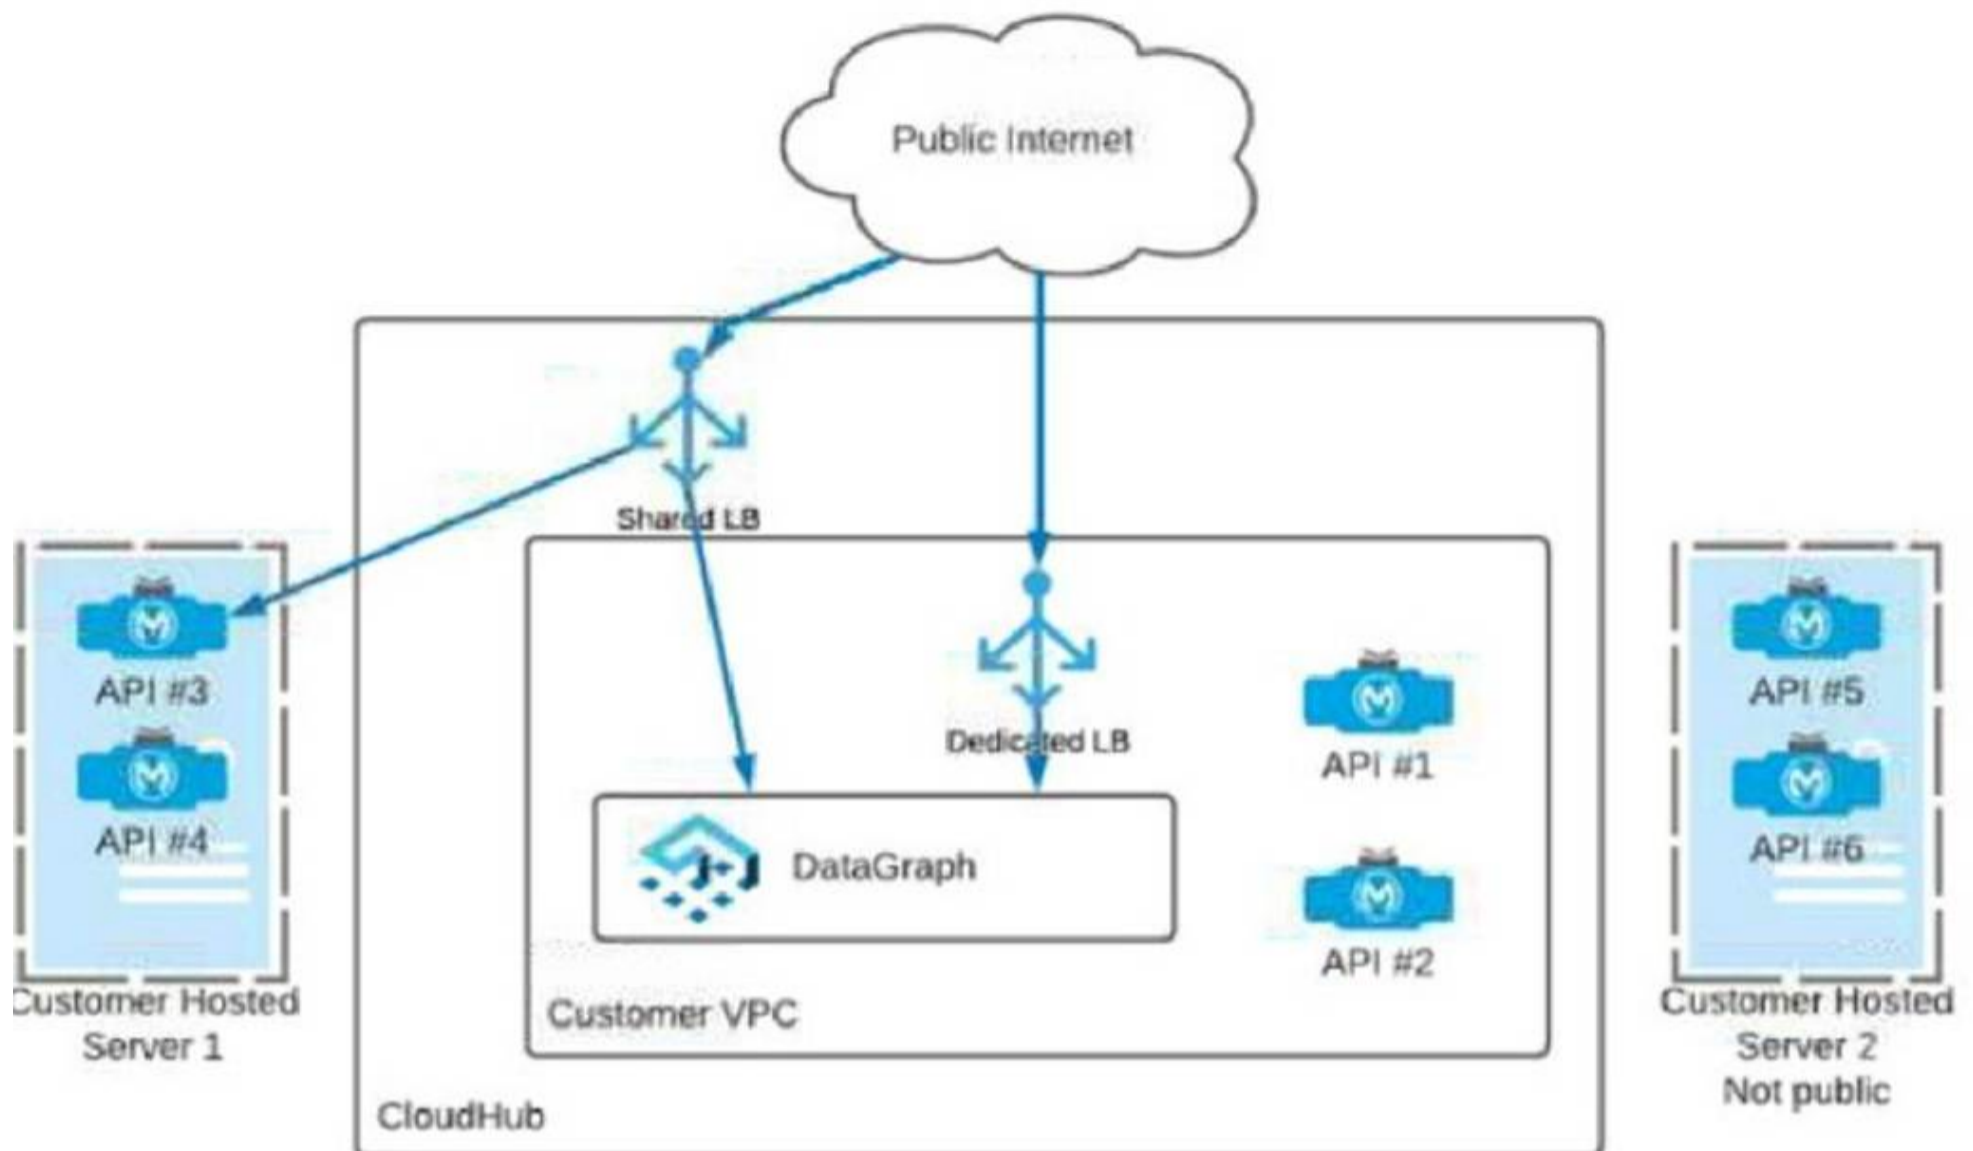 Public Internet
Shared LB
Dedicated LB
API #3
API #4
API #1
API #2
API #5
API #6
DataGraph
Customer VPC
CloudHub
Customer Hosted
Server 1
Customer Hosted
Server 2
Not public